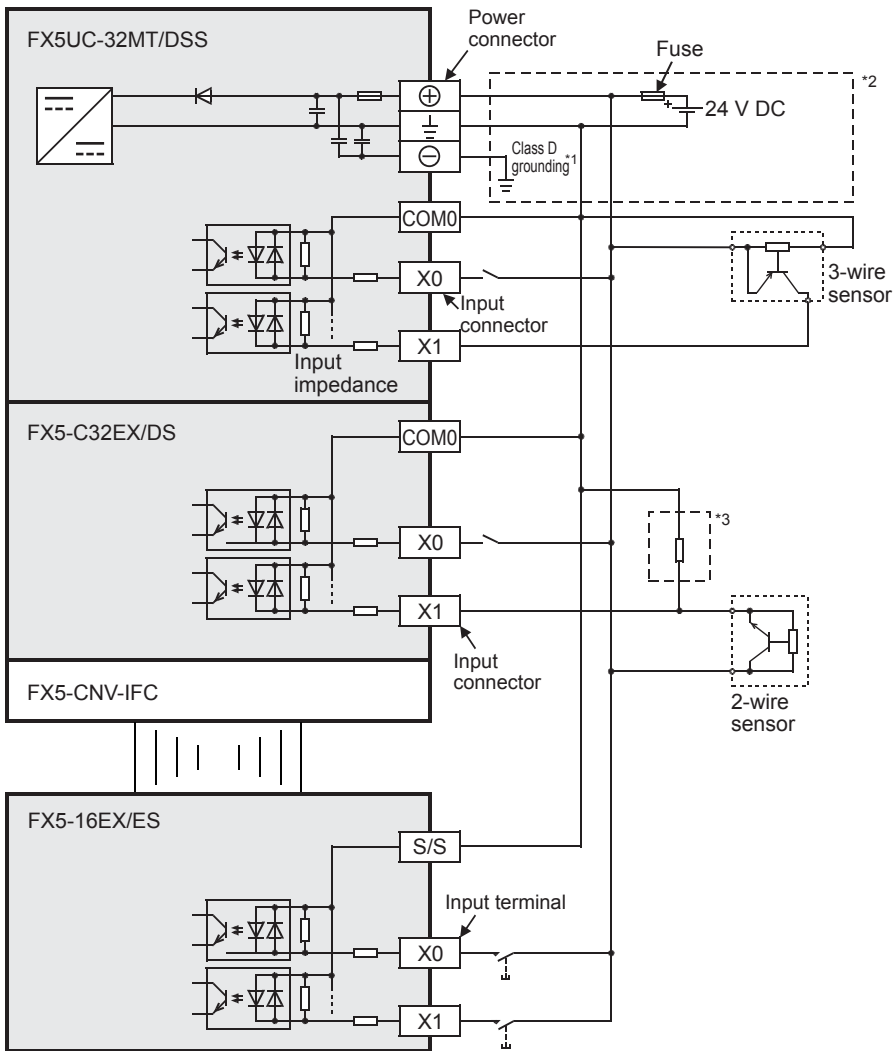 FX5UC-32MT/DSS
Power
connector
Fuse
*2
+
24 V DC
Class D
grounding*1
COM0
X0
Input
connector
3-wire
sensor
X1
Input
impedance
FX5-C32EX/DS
COM0
*3
X0
X1
Input
connector
2-wire
sensor
FX5-CNV-IFC
FX5-16EX/ES
S/S
Input terminal
X0
X1